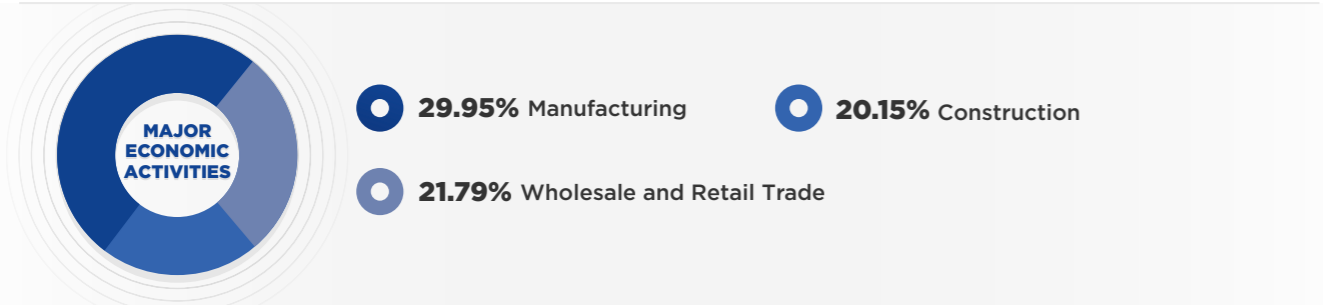 MAJOR
ECONOMIC
ACTIVITIES
29.95% Manufacturing
20.15% Construction
21.79% Wholesale and Retail Trade